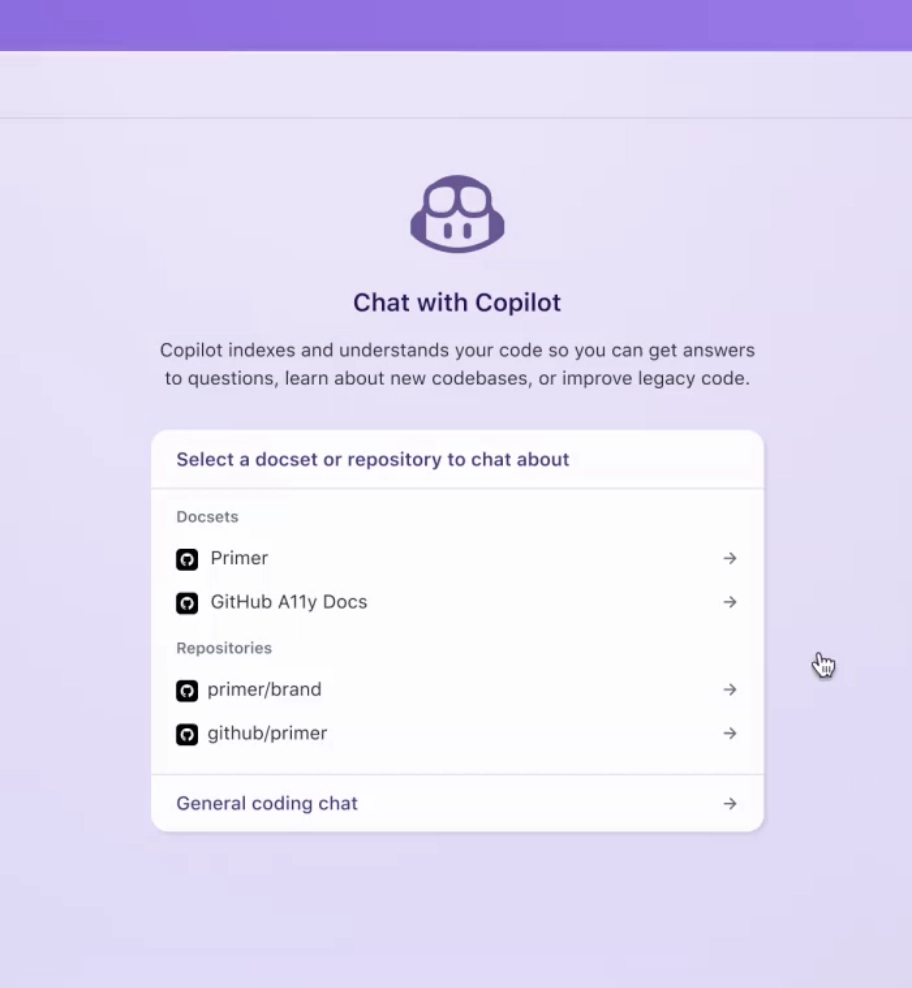 Chat with Copilot
Copilot indexes and understands your code so you can get answers
to questions, learn about new codebases, or improve legacy code.
Select a docset or repository to chat about
Docsets
Primer
GitHub A11y Docs
Repositories
primer/brand
github/primer
General coding chat